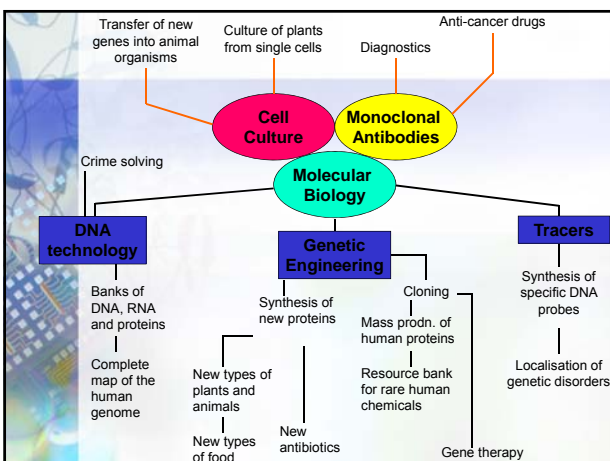 Transfer of new
genes into animal
organisms
Culture of plants
from single cells
Anti-cancer drugs
Diagnostics
Cell
Culture
Monoclonal
Antibodies
Molecular
Biology
Crime solving
DNA
technology
Genetic
Engineering
Tracers
Banks of
DNA, RNA
and proteins
Complete
map of the
human
genome
Synthesis of
new proteins
New types of
plants and
animals
New types
of food
New
antibiotics
Cloning
Mass prodn. of
human proteins
Resource bank
for rare human
chemicals
Gene therapy
Synthesis of
specific DNA
probes
Localisation of
genetic disorders